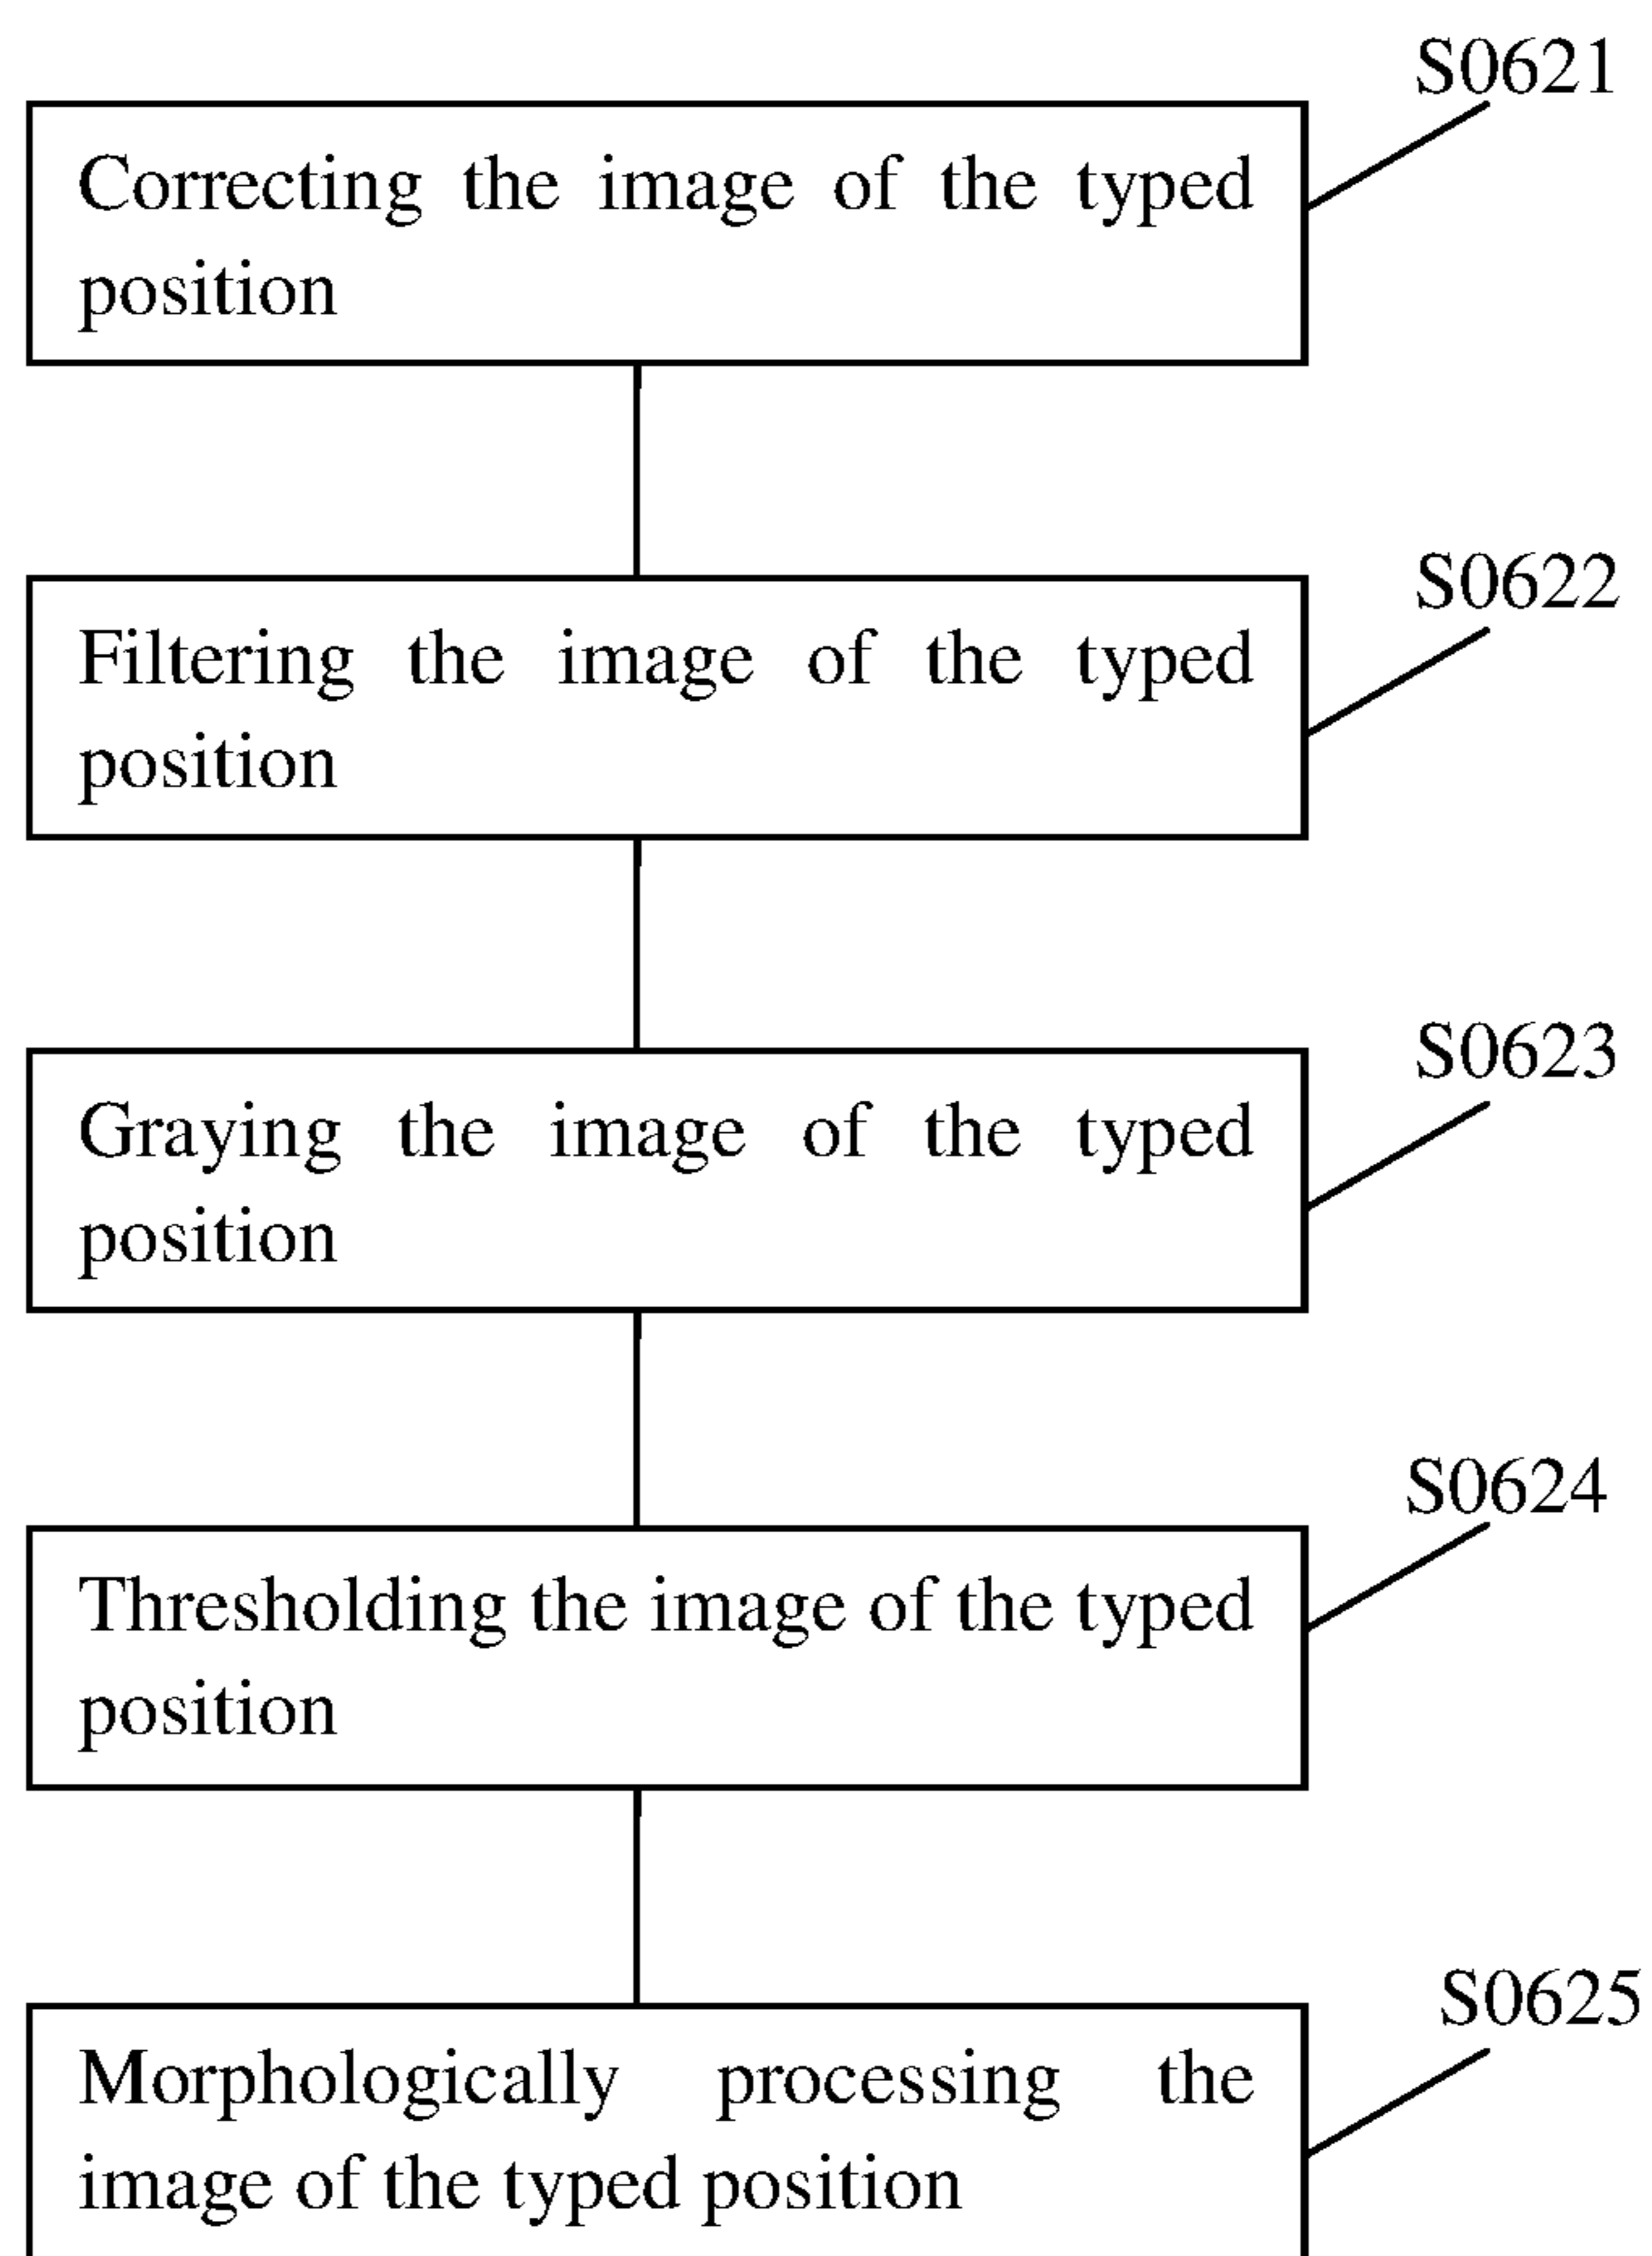 S0621
Correcting the image of the typed
position
S0622
Filtering the image of the typed
position
S0623
Graying the image of the typed
position
S0624
Thresholding the image of the typed
position
S0625
Morphologically processing the
image of the typed position